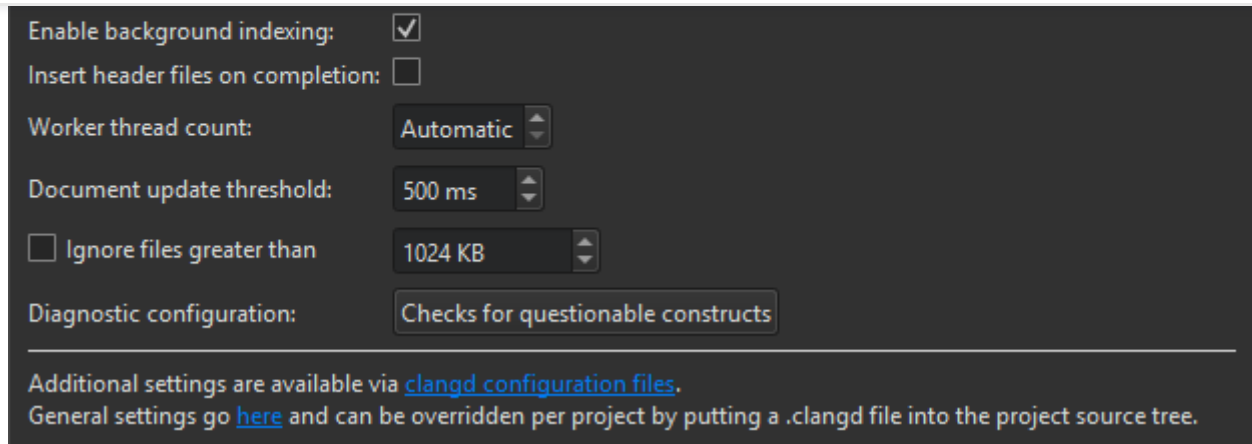 Enable background indexing:
Insert header files on completion:
Worker thread count: Automatic
Document update threshold: 500 ms
Ignore files greater than 1024 KB
Diagnostic configuration: Checks for questionable constructs
Additional settings are available via clangd configuration files.
General settings go here and can be overridden per project by putting a .clangd file into the project source tree.